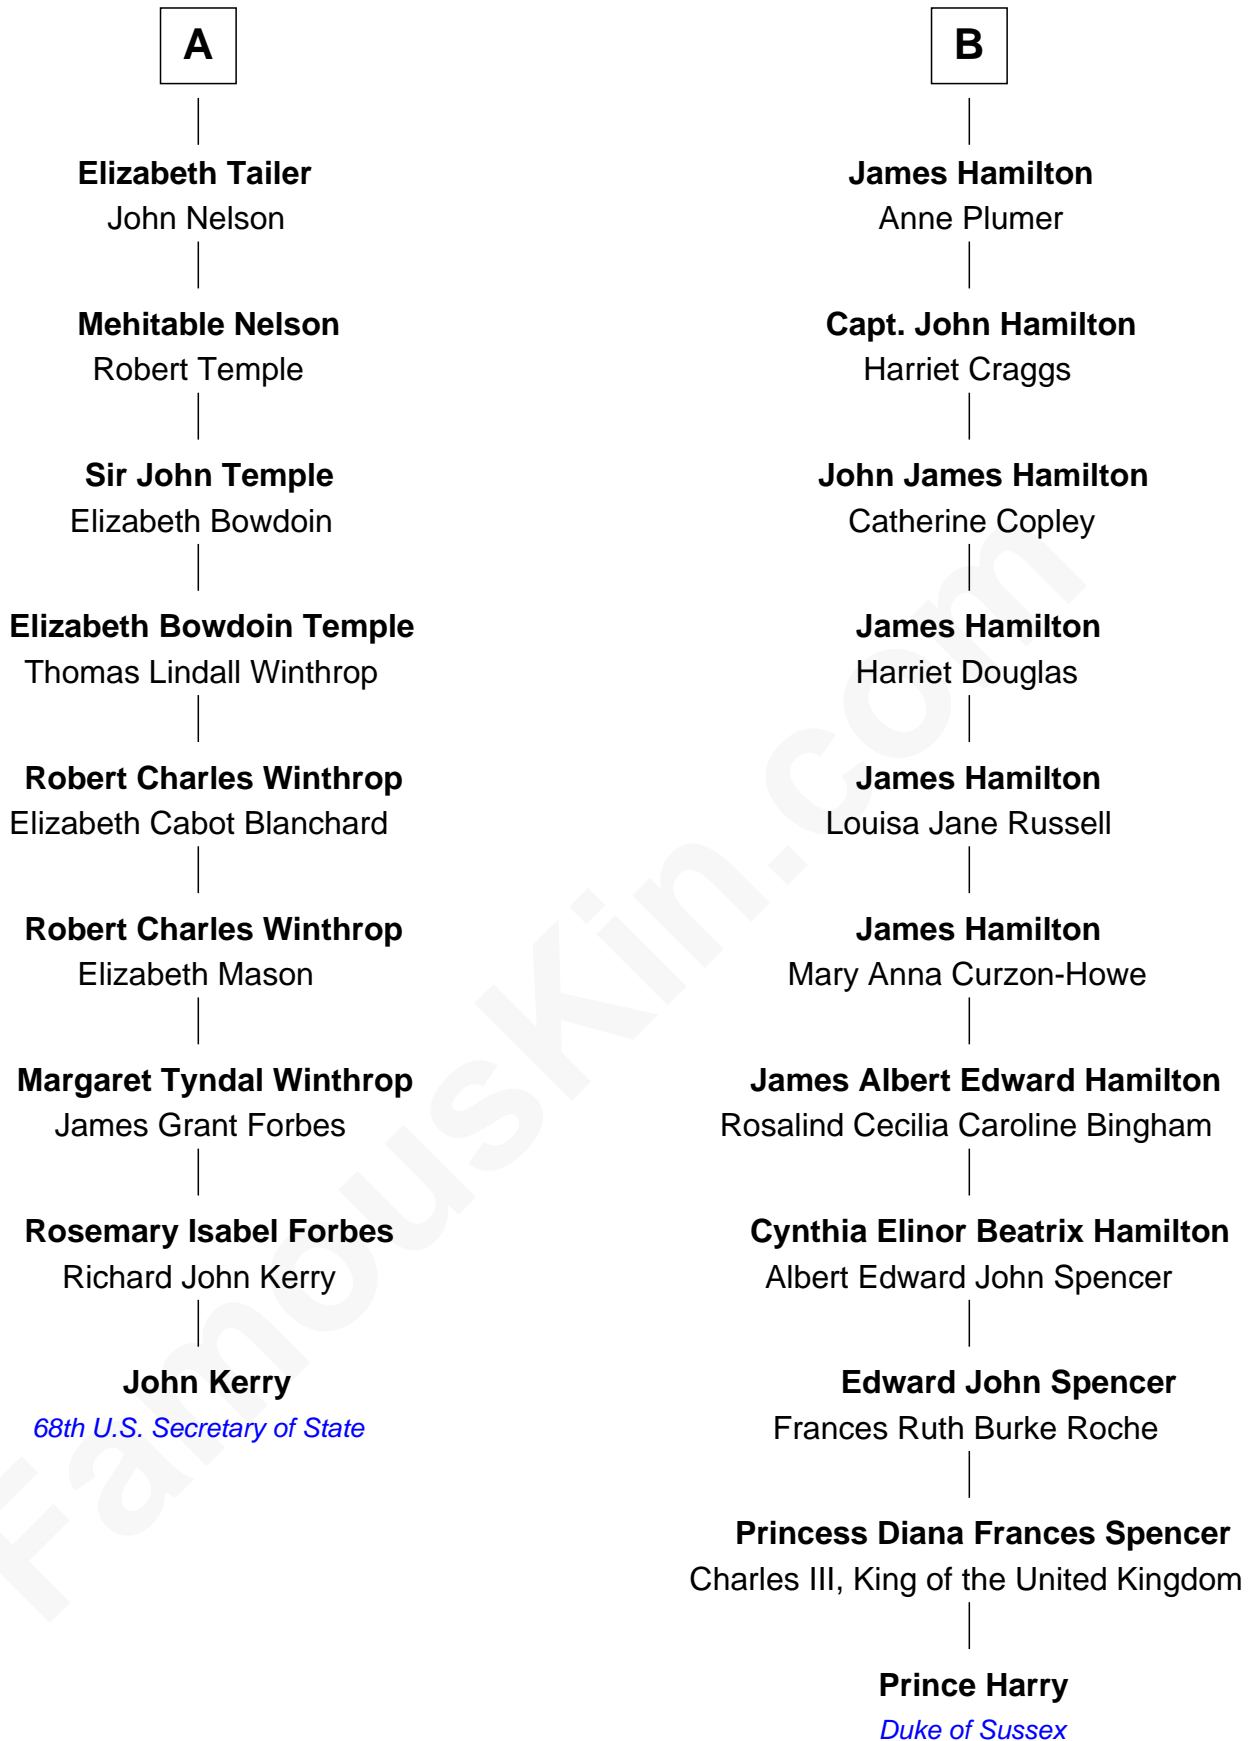 A
Elizabeth Tailer
John Nelson
Mehitable Nelson
Robert Temple
Sir John Temple
Elizabeth Bowdoin
Elizabeth Bowdoin Temple
Thomas Lindall Winthrop
Robert Charles Winthrop
Elizabeth Cabot Blanchard
Robert Charles Winthrop
Elizabeth Mason
Margaret Tyndal Winthrop
James Grant Forbes
Rosemary Isabel Forbes
Richard John Kerry
John Kerry
68th U.S. Secretary of State
B
James Hamilton
Anne Plumer
Capt. John Hamilton
Harriet Craggs
John James Hamilton
Catherine Copley
James Hamilton
Harriet Douglas
James Hamilton
Louisa Jane Russell
James Hamilton
Mary Anna Curzon-Howe
James Albert Edward Hamilton
Rosalind Cecilia Caroline Bingham
Cynthia Elinor Beatrix Hamilton
Albert Edward John Spencer
Edward John Spencer
Frances Ruth Burke Roche
Princess Diana Frances Spencer
Charles III, King of the United Kingdom
Prince Harry
Duke of Sussex
FamousKin.com